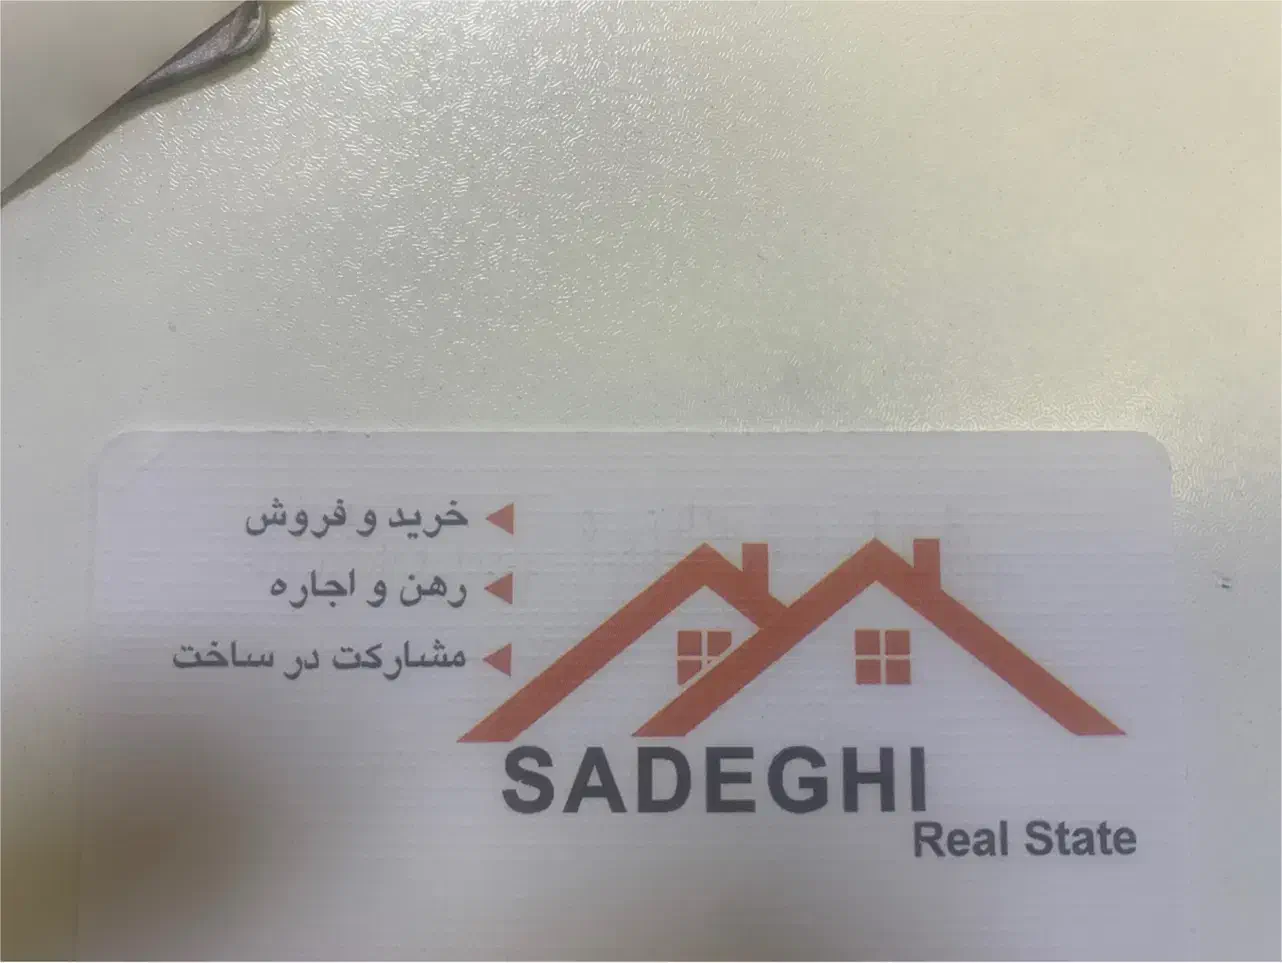 خرید و فروش
رهن و اجاره
مشارکت در ساخت
SADEGHI
Real State